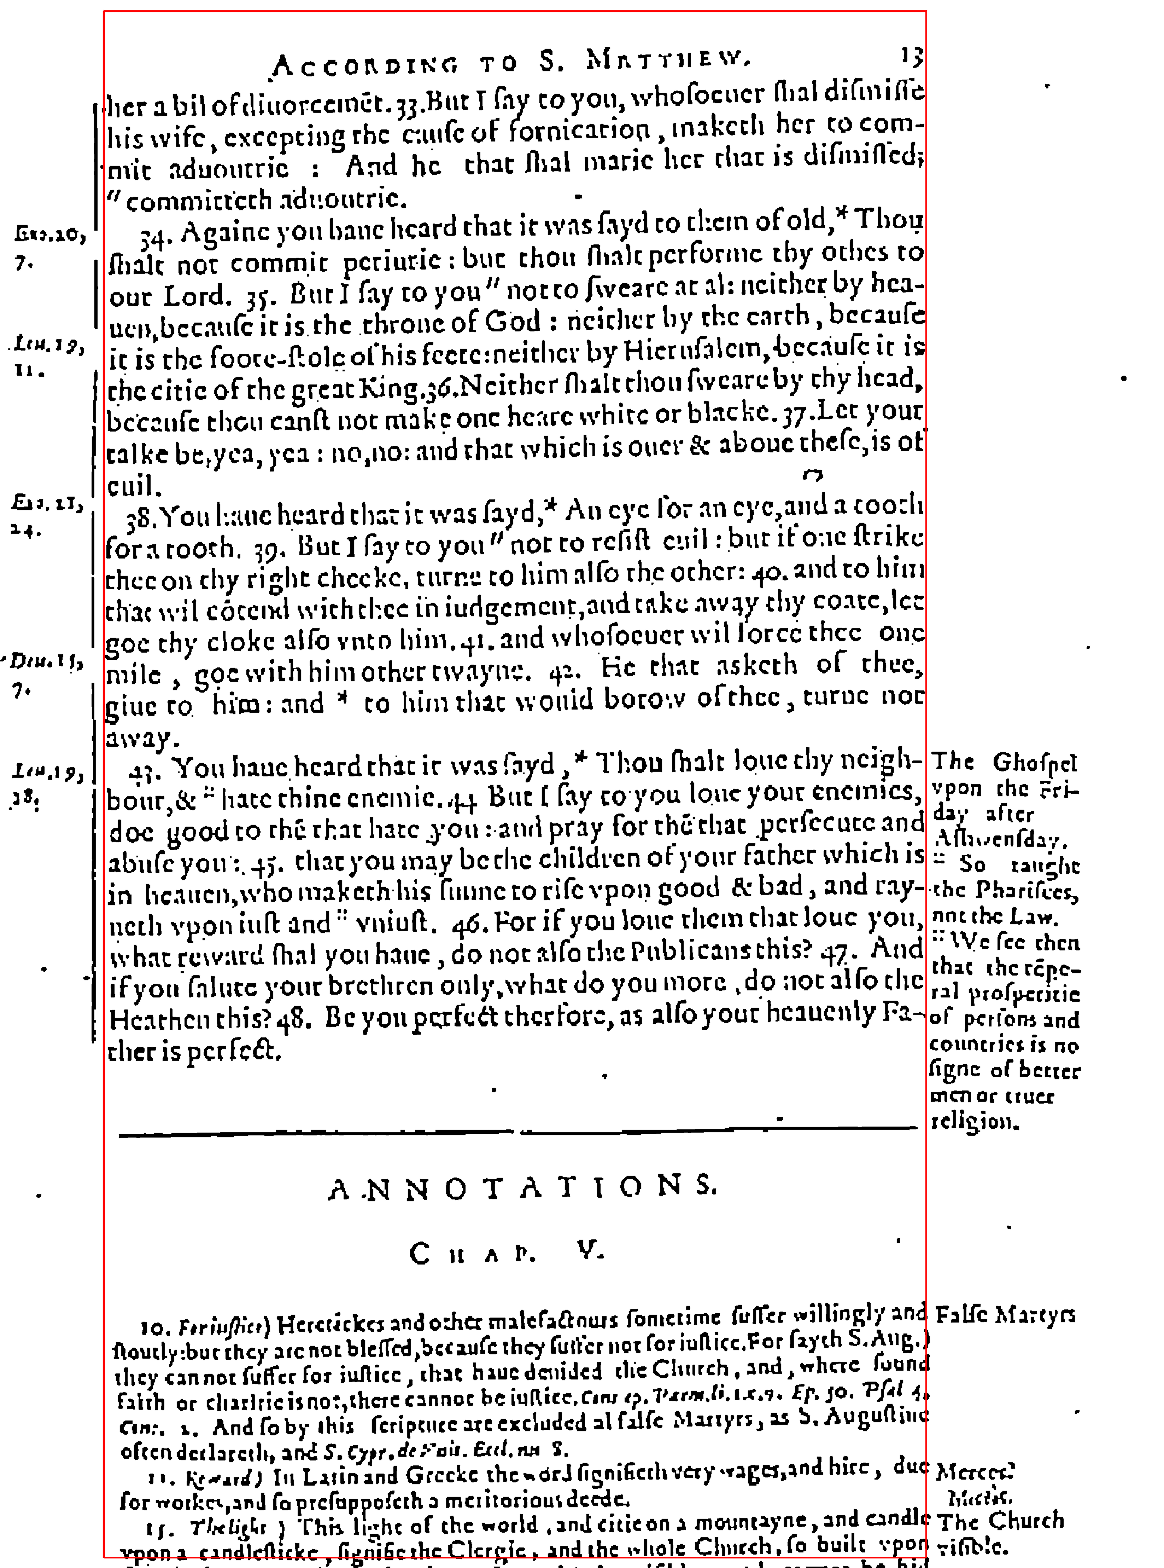 ACCORDING TO S. MATTHEW. 13
her a bil of diuorcemēt. 33. But I ſay to you, whoſoeuer ſhal diſmiſſe
his wife, excepting the cauſe of fornication, maketh her to com-
mit aduoutrie : And he that ſhal marie her that is diſmiſſed,
" committeth aduoutrie.
34. Againe you haue heard that it was ſayd to them of old,* Thou
ſhalt not commit periurie : but thou ſhalt performe thy othes to
our Lord. 35. But I ſay to you " not to ſweare at al: neither by hea-
uen, becauſe it is the throne of God : neither by the earth, becauſe
it is the foote-ſtole of his feete: neither by Hieruſalem, becauſe it is
the citie of the great King. 36. Neither ſhalt thou ſweare by thy head,
becauſe thou canſt not make one heare white or blacke. 37. Let your
talke be, yea, yea : no, no: and that which is ouer & aboue theſe, is of
euil.
38. You haue heard that it was ſayd,* An eye for an eye, and a tooth
for a tooth. 39. But I ſay to you " not to reſiſt euil : but if one ſtrike
thee on thy right cheeke, turne to him alſo the other: 40. and to him
that wil cōtend with thee in iudgement, and take away thy coate, let
goe thy cloke alſo vnto him. 41. and whoſoeuer wil force thee one
mile , goe with him other twayne. 42. He that asketh of thee,
giue to him: and * to him that would borow of thee , turne not
away.
43. You haue heard that it was ſayd ,* Thou ſhalt loue thy neigh-
bour, & :: hate thine enemie. 44 But I ſay to you loue your enemies,
doe good to thē that hate you : and pray for thē that perſecute and
abuſe you : 45. that you may be the children of your father which is
in heauen, who maketh his ſunne to riſe vpon good & bad , and ray-
neth vpon iuſt and :: vniuſt. 46. For if you loue them that loue you,
what reward ſhal you haue , do not alſo the Publicans this? 47. And
if you ſalute your brethren only, what do you more , do not alſo the
Heathen this? 48. Be you perfect therfore, as alſo your heauenly Fa-
ther is perfect.
Exo. 20,
7.
Leu. 19,
11.
Exo. 21,
24.
Deu. 15,
7.
Leu. 19,
18.
The Ghoſpel
vpon the Fri-
day after
Aſhwenſday.
:: So taught
the Phariſees,
not the Law.
:: We ſee then
that the tēpe-
ral proſperitie
of perſons and
countries is no
ſigne of better
men or truer
religion.
ANNOTATIONS.
CHAP. V.
10. For iuſtice) Heretickes and other malefactours ſometime ſuffer willingly and
ſtoutly: but they are not bleſſed, becauſe they ſuffer not for iuſtice. For ſayth S. Aug.)
they can not ſuffer for iuſtice, that haue deuided the Church, and, where ſound
faith or charitie is not, there cannot be iuſtice. Cont ep. Parm. li. 1. c. 9. Ep. 50. Pſal 4.
Conc. 2. And ſo by this ſcripture are excluded al falſe Martyrs, as S. Auguſtine
often declareth, and S. Cypr. de Vnit. Eccl. nu 8.
11. Reward) In Latin and Greeke the word ſignifieth very wages, and hire, due
for workes, and ſo preſuppoſeth a meritorious deede.
15. The light ) This light of the world , and citie on a mountayne, and candle
vpon a candleſticke , ſignifie the Clergie , and the whole Church, ſo built vpon
Falſe Martyrs
Merces.
The Church
viſible.